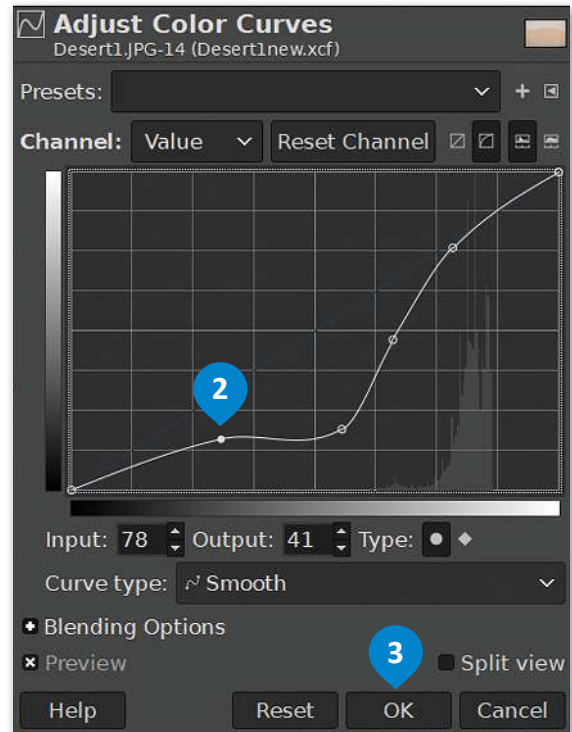 Adjust Color Curves
Desert1.JPG-14 (Desert1new.xcf)
Presets:
Channel: Value Reset Channel
2
Input: 78 Output: 41 Type:
Curve type: Smooth
Blending Options
Preview 3 Split view
Help Reset OK Cancel